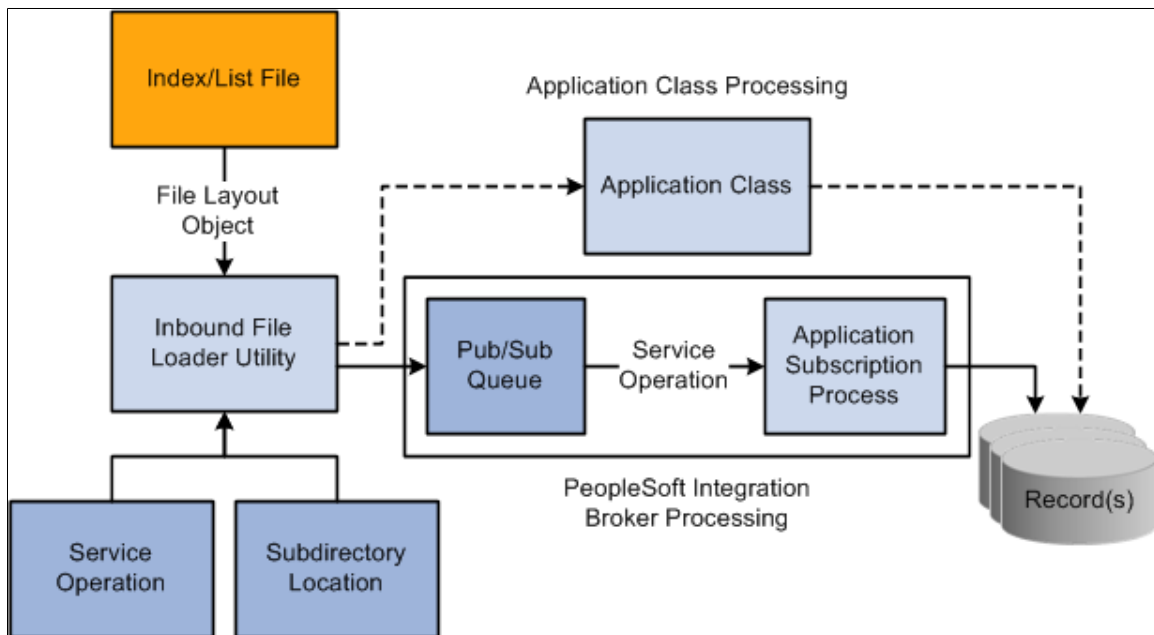 Index/List File
Application Class Processing
File Layout
Object
Application Class
Inbound File
Loader Utility
Pub/Sub
Queue
Service
Operation
Application
Subscription
Process
PeopleSoft Integration
Broker Processing
Record(s)
Service
Operation
Subdirectory
Location